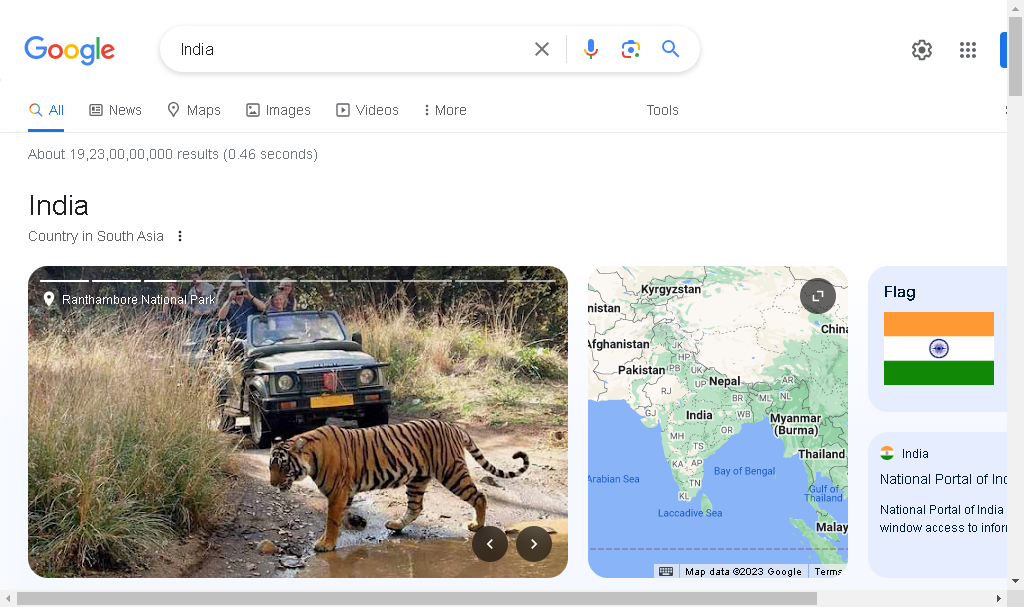 Google
India
All
News
Maps
Images
Videos
More
Tools
About 19,23,00,00,000 results (0.46 seconds)
India
Country in South Asia
Ranthambore National Park
Kyrgyzstan
nistan
China
Afghanistan
JK
HP
Pakistan
PB
UK
RJ
UP
Nepal
AR
BR
ML
NL
GJ
India
WB
Myanmar
(Burma)
MH
OR
TS
Thailand
KA
AP
Arabian Sea
Bay of Bengal
TN
Gulf of
Thailand
KL
Laccadive Sea
Malay
Map data ©2023 Google
Terms
Flag
India
National Portal of Inc
National Portal of India
window access to inforr